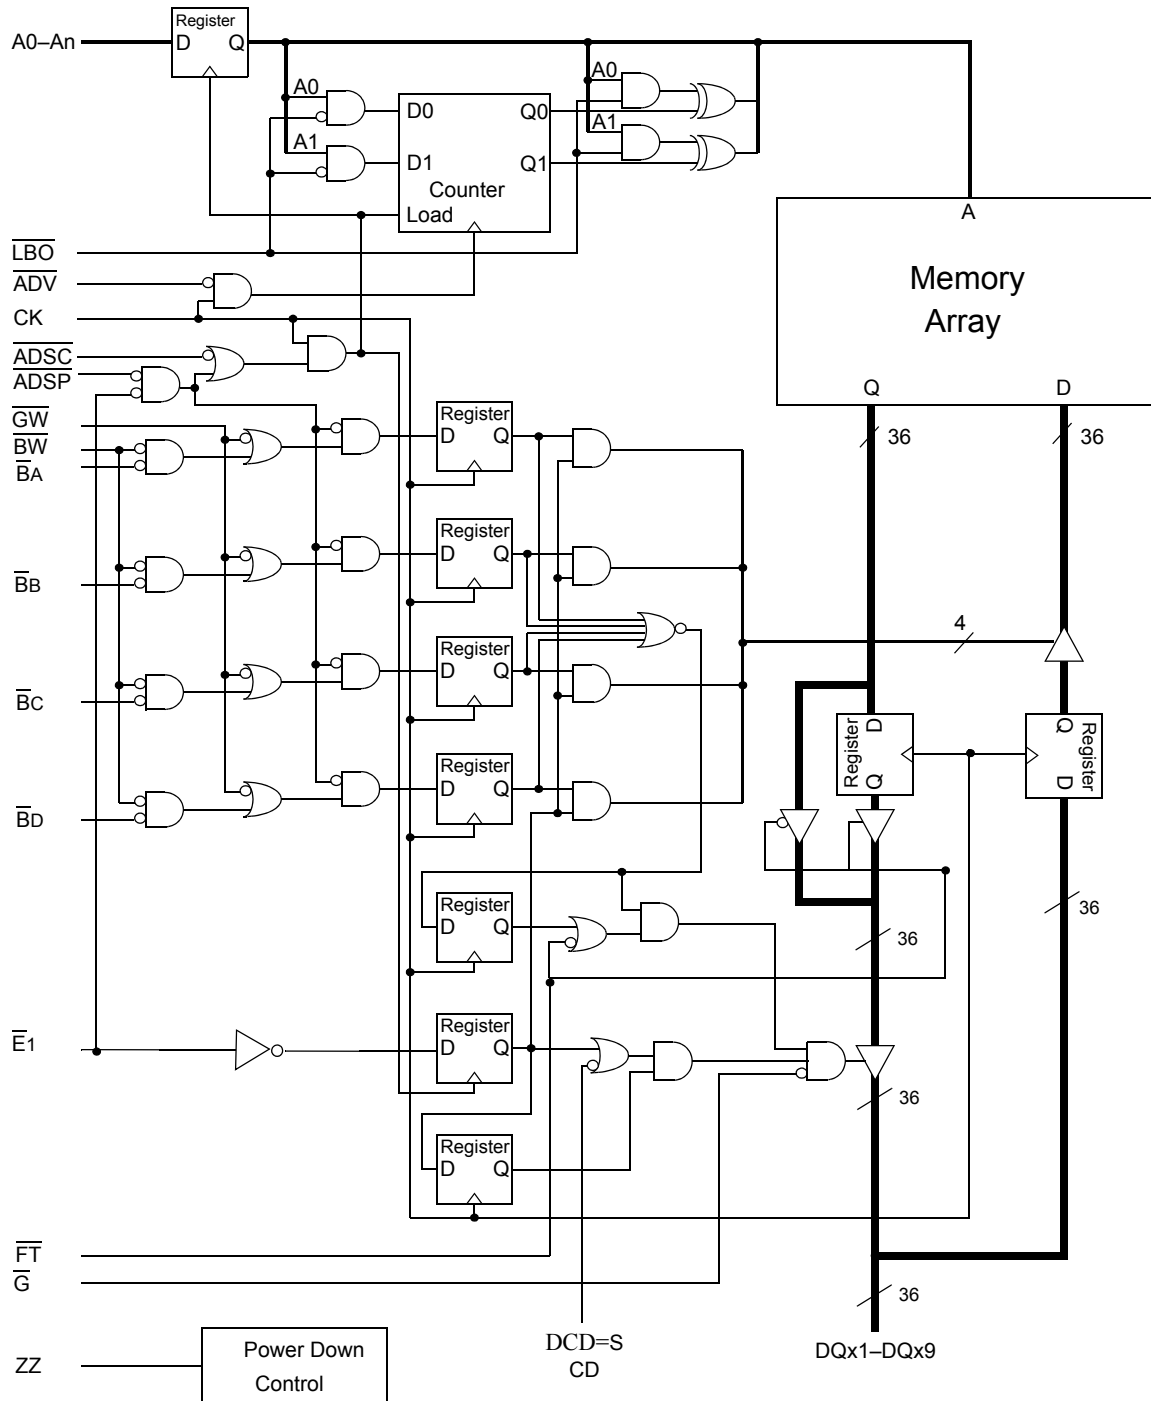 Register
A0–An
D Q
A0
A0
D0 Q0
A1
A1
D1 Q1
Counter
Load
A
LBO
ADV
Memory
CK
Array
ADSC
ADSP
Q D
Register
GW
D Q
36 36
BW
BA
Register
D Q
BB
4
Register
D Q
BC
Register
D
Q
Q
D
Register
Register
D Q
BD
Register
D Q
36
36
Register
E1
D Q
36
Register
D Q
FT
G
36
DCD=S
CD
DQx1–DQx9
Power Down
ZZ
Control